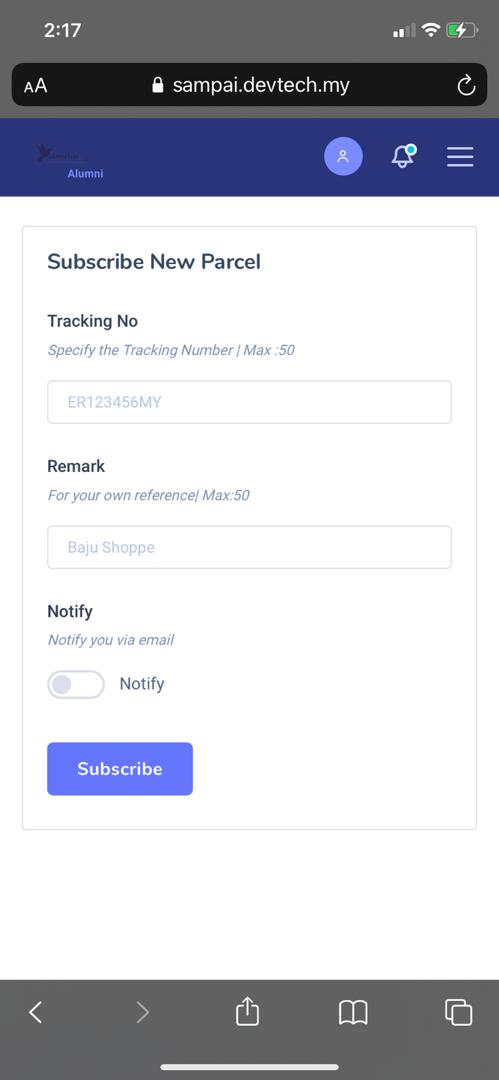 2:17
AA
sampai.devtech.my
Alumni
Subscribe New Parcel
Tracking No
Specify the Tracking Number | Max :50
ER123456MY
Remark
For your own reference| Max:50
Baju Shoppe
Notify
Notify you via email
Notify
Subscribe